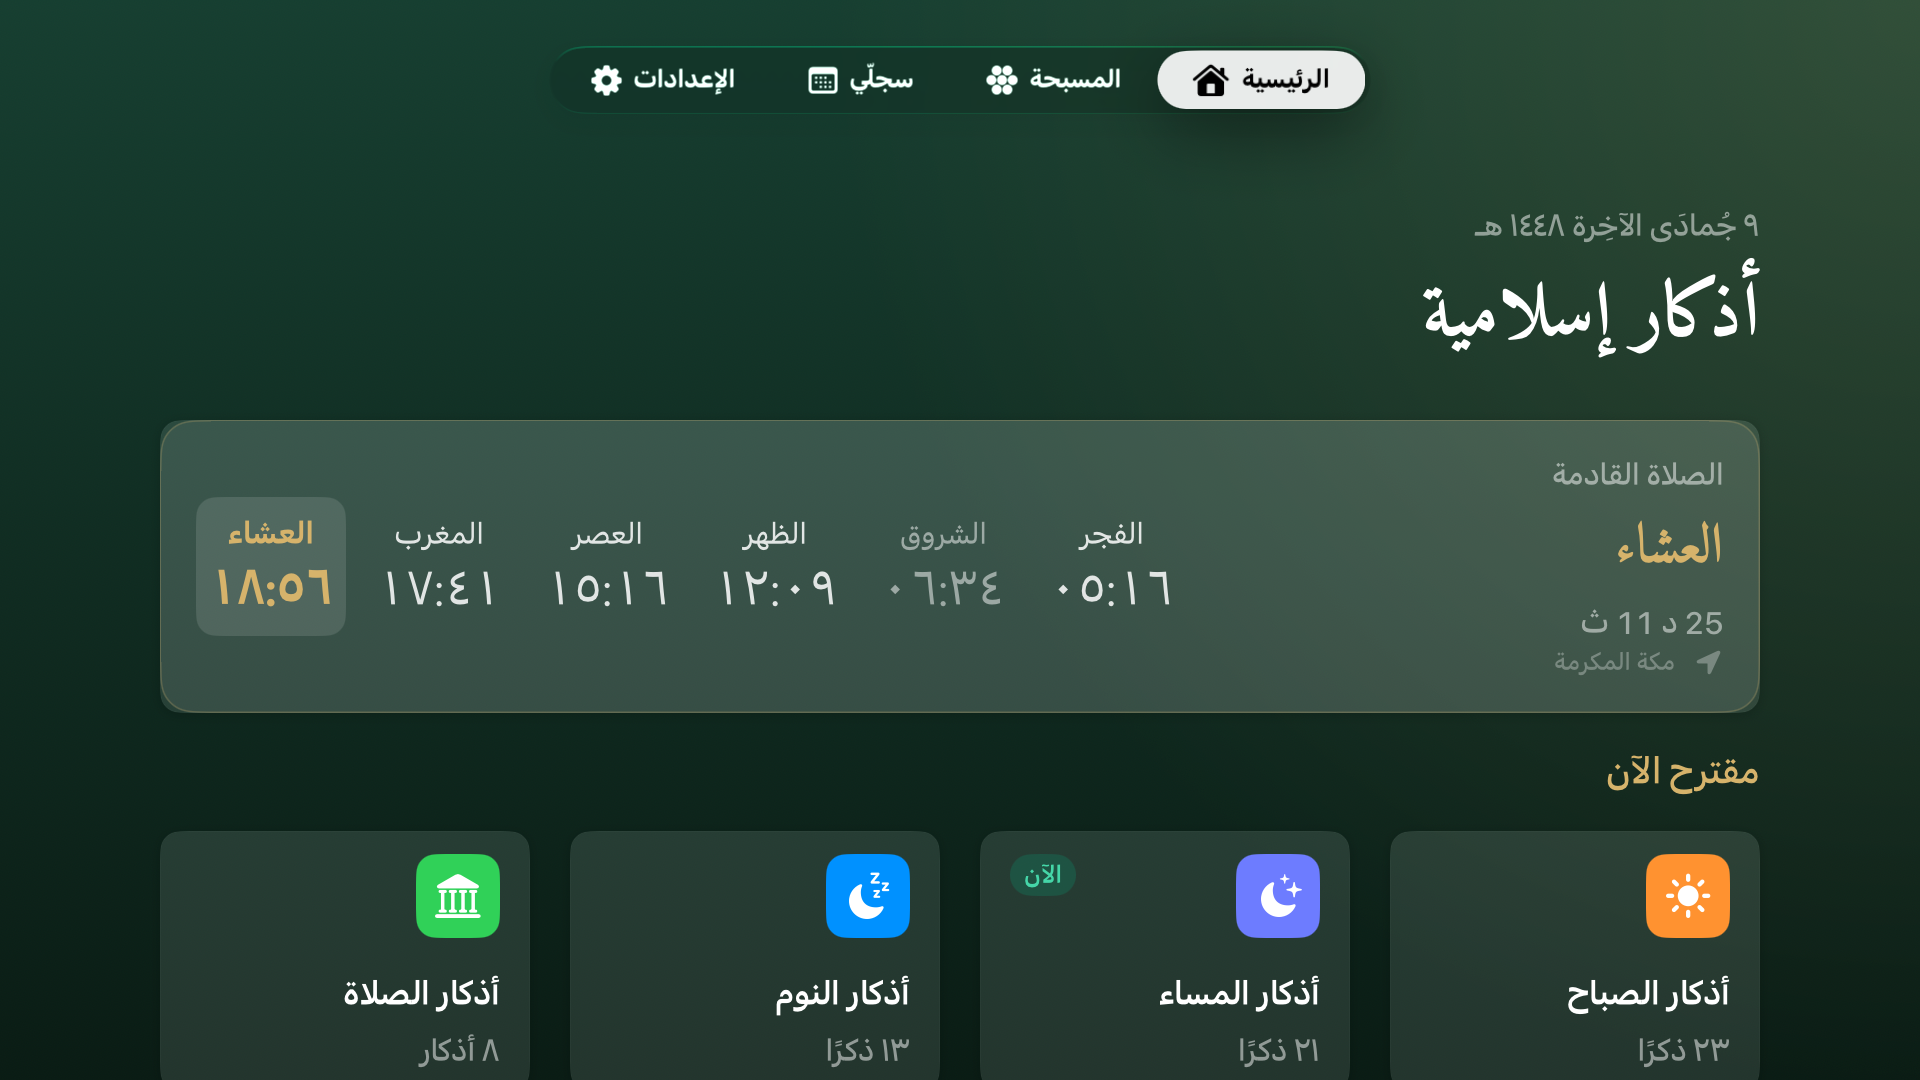 الرئيسية
المسبحة
سجلّي
الإعدادات
٩ جُمادَى الآخِرة ١٤٤٨ هـ
أذكار إسلامية
الصلاة القادمة
العشاء
25 د 11 ث
مكة المكرمة
الفجر
٠٥:١٦
الشروق
٠٦:٣٤
الظهر
١٢:٠٩
العصر
١٥:١٦
المغرب
١٧:٤١
العشاء
١٨:٥٦
مقترح الآن
أذكار الصباح
٢٣ ذكرًا
الآن
أذكار المساء
٢١ ذكرًا
أذكار النوم
١٣ ذكرًا
أذكار الصلاة
٨ أذكار